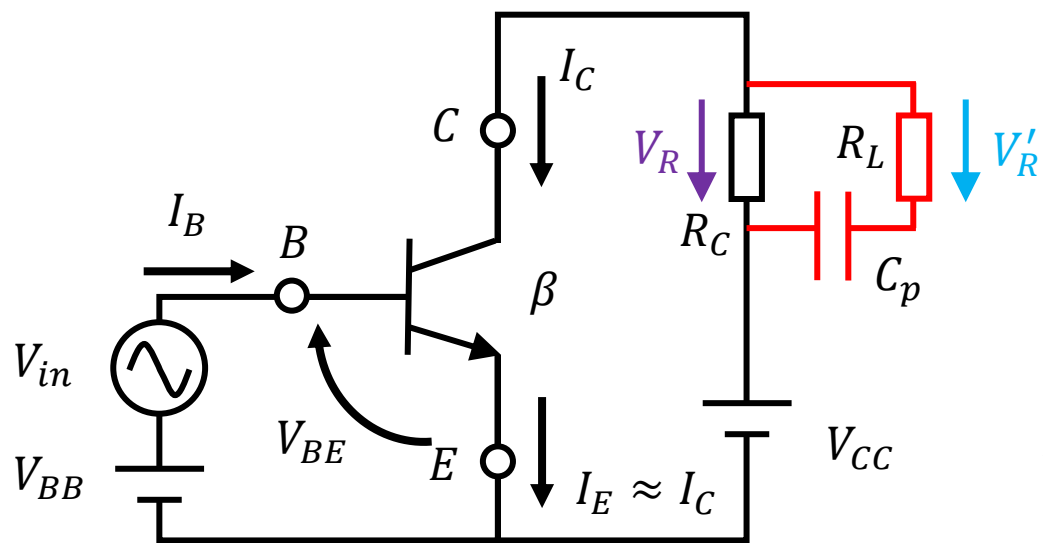 I_C
C
V_R
R_L
V'_R
I_B
B
R_C
C_p
β
V_in
V_BE
E
V_CC
V_BB
I_E ≈ I_C